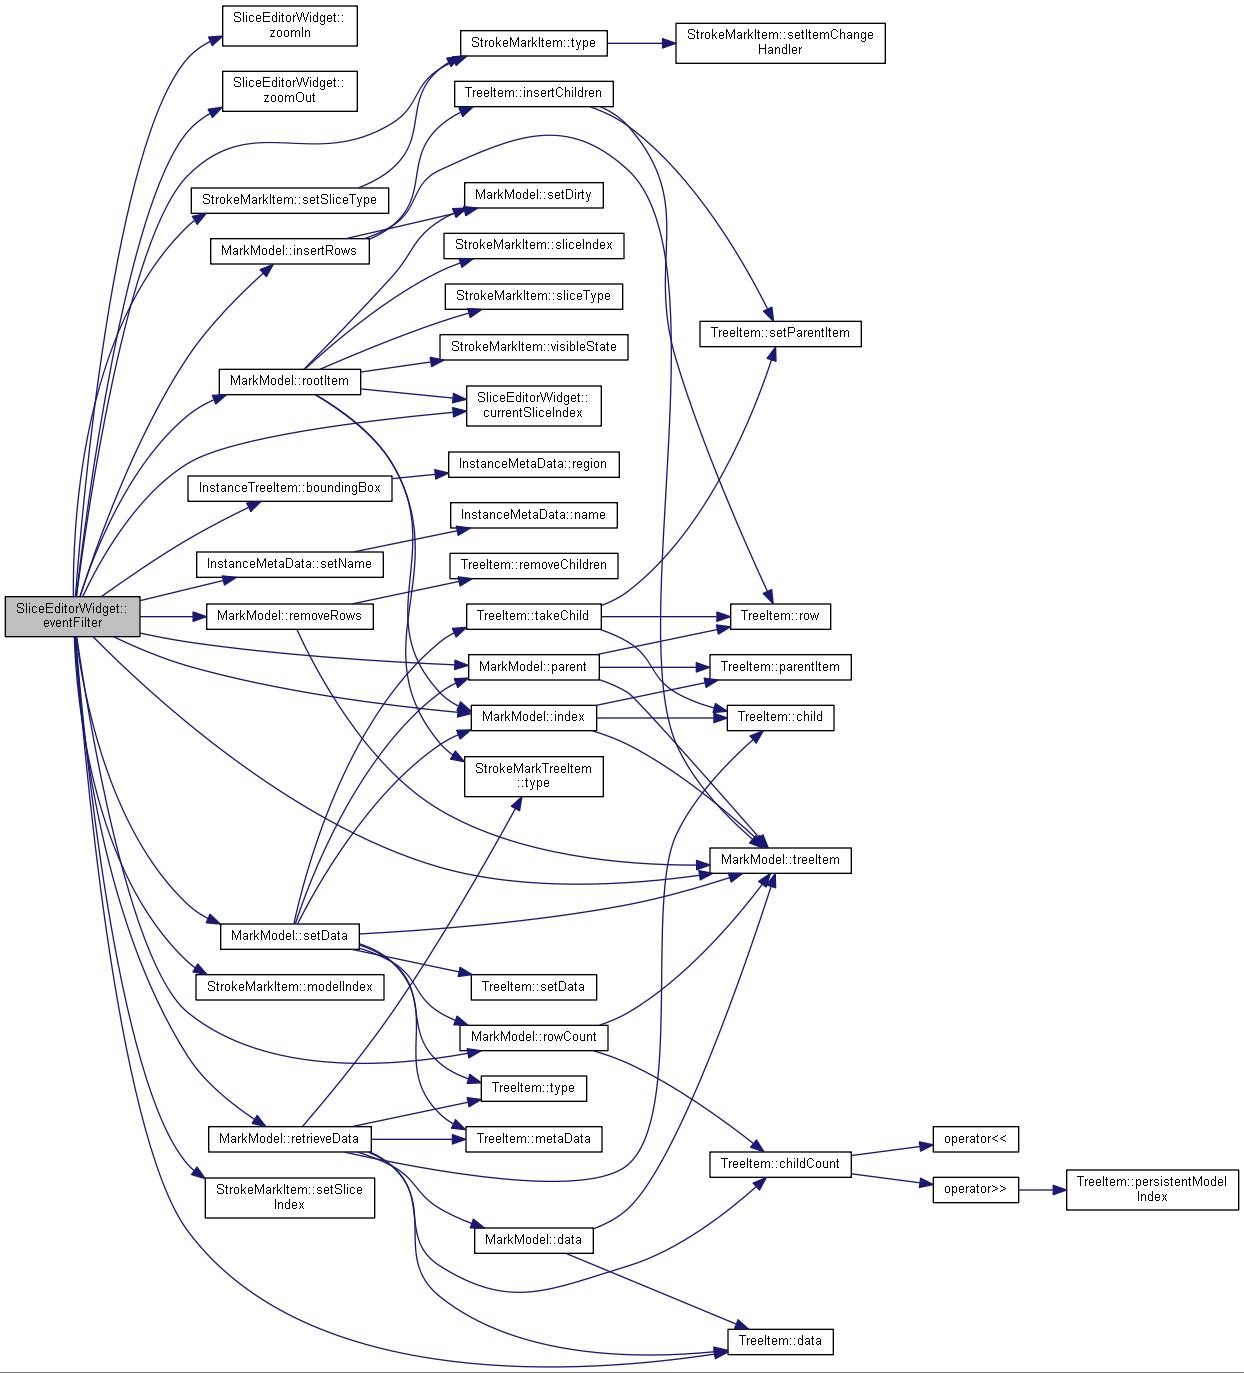 SliceEditorWidget::
zoomIn
StrokeMarkItem::type
StrokeMarkItem::setItemChange
Handler
SliceEditorWidget::
zoomOut
TreeItem::insertChildren
StrokeMarkItem::setSliceType
MarkModel::setDirty
MarkModel::insertRows
StrokeMarkItem::sliceIndex
StrokeMarkItem::sliceType
TreeItem::setParentItem
StrokeMarkItem::visibleState
MarkModel::rootItem
SliceEditorWidget::
currentSliceIndex
InstanceMetaData::region
InstanceTreeItem::boundingBox
InstanceMetaData::name
InstanceMetaData::setName
TreeItem::removeChildren
SliceEditorWidget::
eventFilter
MarkModel::removeRows
TreeItem::takeChild
TreeItem::row
MarkModel::parent
TreeItem::parentItem
MarkModel::index
TreeItem::child
StrokeMarkTreeItem
::type
MarkModel::treeItem
MarkModel::setData
StrokeMarkItem::modelIndex
TreeItem::setData
MarkModel::rowCount
TreeItem::type
MarkModel::retrieveData
TreeItem::metaData
operator<<
TreeItem::childCount
operator>>
TreeItem::persistentModel
Index
StrokeMarkItem::setSlice
Index
MarkModel::data
TreeItem::data